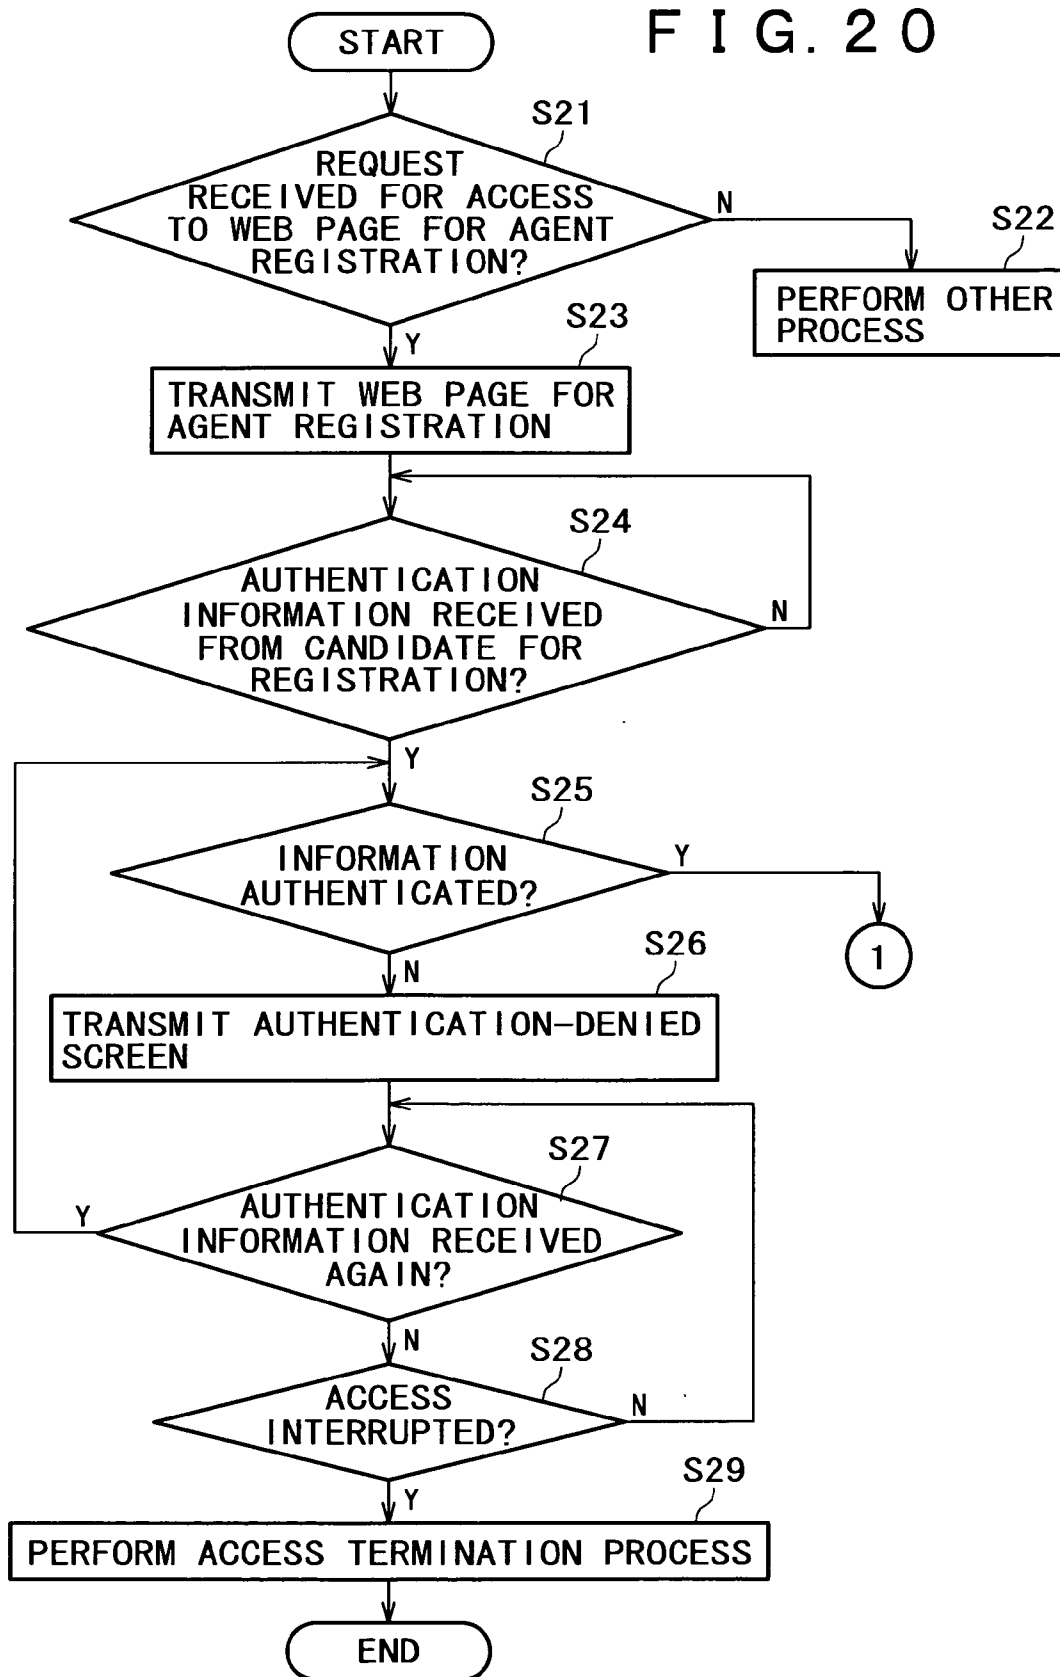 FIG. 20
START
S21
REQUEST
RECEIVED FOR ACCESS
TO WEB PAGE FOR AGENT
REGISTRATION?
N
S22
PERFORM OTHER
PROCESS
Y
S23
TRANSMIT WEB PAGE FOR
AGENT REGISTRATION
S24
AUTHENTICATION
INFORMATION RECEIVED
FROM CANDIDATE FOR
REGISTRATION?
N
Y
S25
INFORMATION
AUTHENTICATED?
Y
1
N
S26
TRANSMIT AUTHENTICATION-DENIED
SCREEN
S27
AUTHENTICATION
INFORMATION RECEIVED
AGAIN?
Y
N
S28
ACCESS
INTERRUPTED?
N
Y
S29
PERFORM ACCESS TERMINATION PROCESS
END